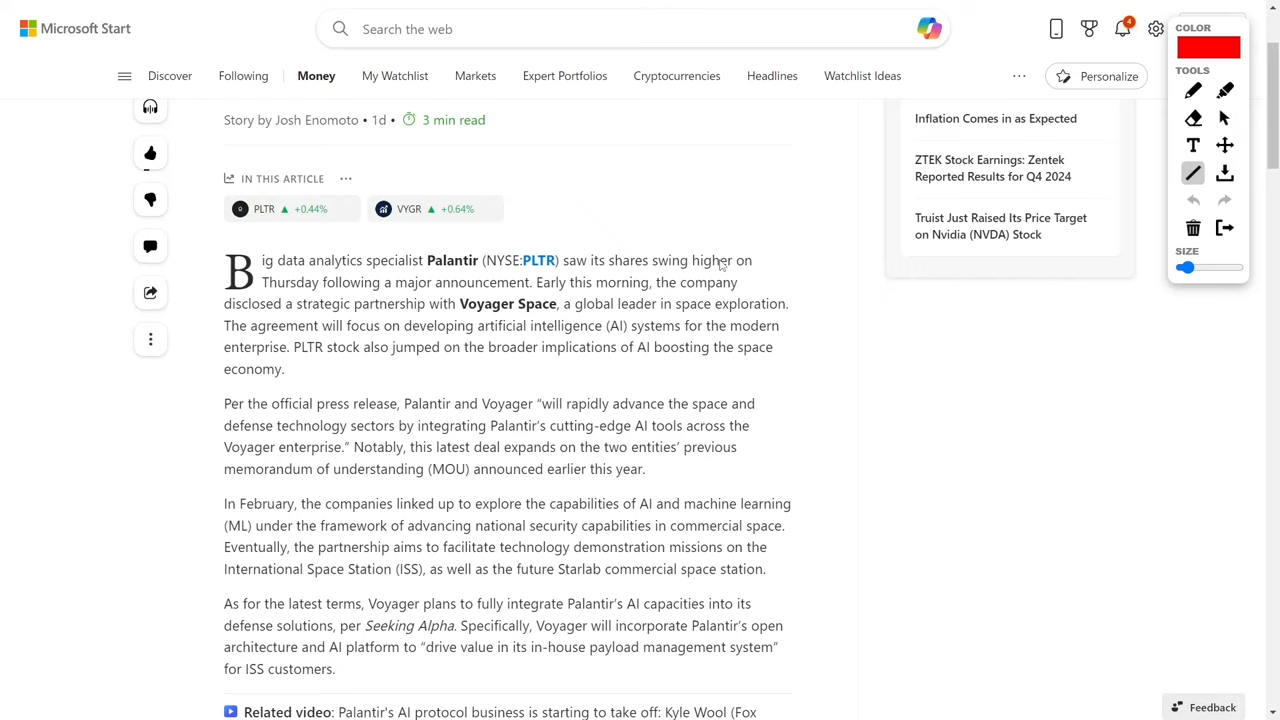 Microsoft Start
Search the web
4
Discover
Following
Money
My Watchlist
Markets
Expert Portfolios
Cryptocurrencies
Headlines
Watchlist Ideas
Personalize
COLOR
TOOLS
T
SIZE
Story by Josh Enomoto • 1d •
3 min read
IN THIS ARTICLE
PLTR ▲ +0.44%
VYGR ▲ +0.64%
Big data analytics specialist Palantir (NYSE:PLTR) saw its shares swing higher on
Thursday following a major announcement. Early this morning, the company
disclosed a strategic partnership with Voyager Space, a global leader in space exploration.
The agreement will focus on developing artificial intelligence (AI) systems for the modern
enterprise. PLTR stock also jumped on the broader implications of AI boosting the space
economy.
Per the official press release, Palantir and Voyager “will rapidly advance the space and
defense technology sectors by integrating Palantir’s cutting-edge AI tools across the
Voyager enterprise.” Notably, this latest deal expands on the two entities’ previous
memorandum of understanding (MOU) announced earlier this year.
In February, the companies linked up to explore the capabilities of AI and machine learning
(ML) under the framework of advancing national security capabilities in commercial space.
Eventually, the partnership aims to facilitate technology demonstration missions on the
International Space Station (ISS), as well as the future Starlab commercial space station.
As for the latest terms, Voyager plans to fully integrate Palantir’s AI capacities into its
defense solutions, per Seeking Alpha. Specifically, Voyager will incorporate Palantir’s open
architecture and AI platform to “drive value in its in-house payload management system”
for ISS customers.
Related video: Palantir's AI protocol business is starting to take off: Kyle Wool (Fox
Inflation Comes in as Expected
ZTEK Stock Earnings: Zentek
Reported Results for Q4 2024
Truist Just Raised Its Price Target
on Nvidia (NVDA) Stock
Feedback